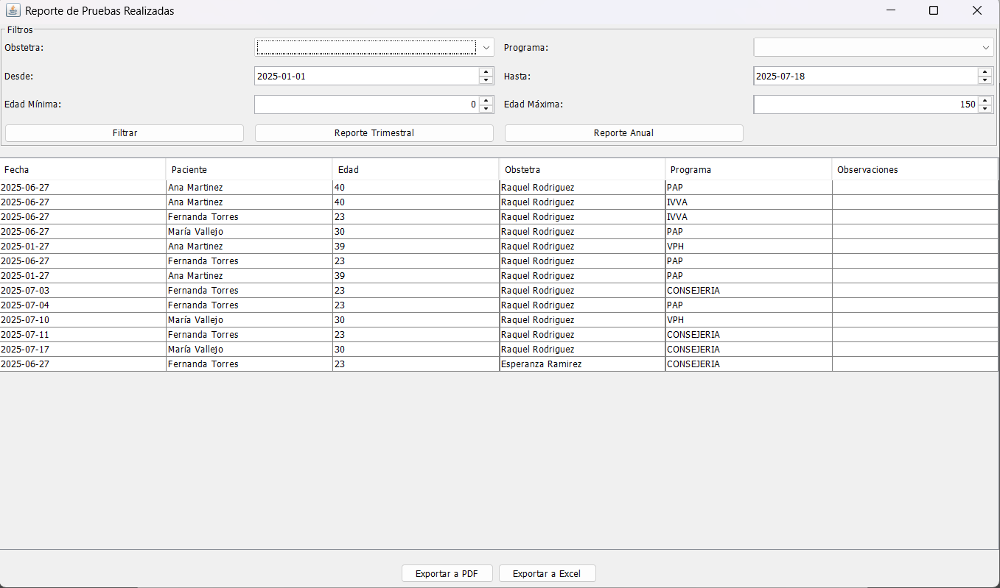 Reporte de Pruebas Realizadas
Filtros
Obstetra: Programa:
Desde: 2025-01-01 Hasta: 2025-07-18
Edad Mínima: 0 Edad Máxima: 150
Filtrar Reporte Trimestral Reporte Anual
Fecha Paciente Edad Obstetra Programa Observaciones
2025-06-27 Ana Martinez 40 Raquel Rodriguez PAP
2025-06-27 Ana Martinez 40 Raquel Rodriguez IVVA
2025-06-27 Fernanda Torres 23 Raquel Rodriguez IVVA
2025-06-27 María Vallejo 30 Raquel Rodriguez PAP
2025-01-27 Ana Martinez 39 Raquel Rodriguez VPH
2025-06-27 Fernanda Torres 23 Raquel Rodriguez PAP
2025-01-27 Ana Martinez 39 Raquel Rodriguez PAP
2025-07-03 Fernanda Torres 23 Raquel Rodriguez CONSEJERIA
2025-07-04 Fernanda Torres 23 Raquel Rodriguez PAP
2025-07-10 María Vallejo 30 Raquel Rodriguez VPH
2025-07-11 Fernanda Torres 23 Raquel Rodriguez CONSEJERIA
2025-07-17 María Vallejo 30 Raquel Rodriguez CONSEJERIA
2025-06-27 Fernanda Torres 23 Esperanza Ramirez CONSEJERIA
Exportar a PDF Exportar a Excel